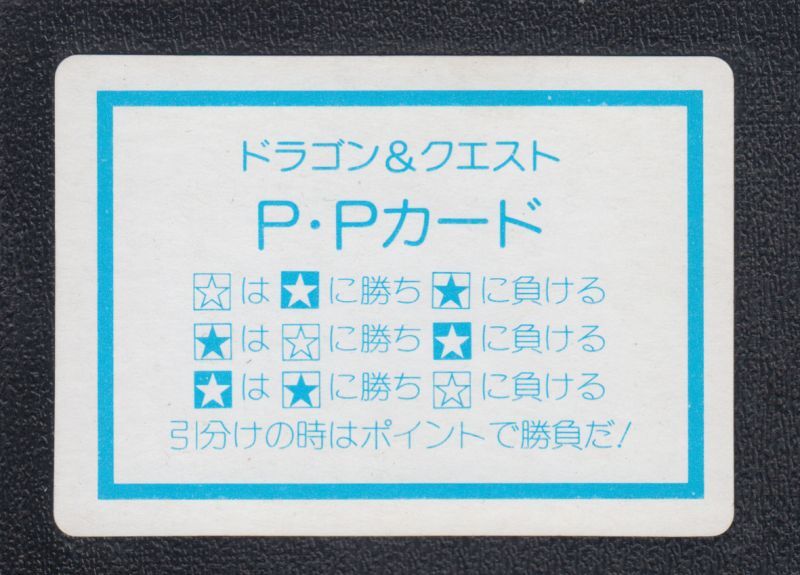 ドラゴン&クエスト
P・Pカード
☆は★に勝ち★に負ける
★は☆に勝ち★に負ける
★は★に勝ち☆に負ける
引分けの時はポイントで勝負だ!